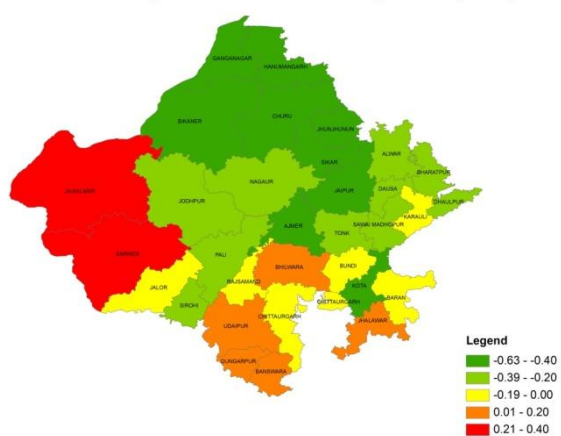 GANGANAGAR
HANUMANGARH
BIKANER
CHURU
JHUNJHUNUN
SIKAR
ALWAR
BHARATPUR
JAISALMER
NAGAUR
JAIPUR
DAUSA
DHAULPUR
JODHPUR
KARAULI
AJMER
TONK
SAWAI MADHOPUR
BARMER
PALI
BHILWARA
BUNDI
JALOR
RAJSAMAND
KOTA
BARAN
SIROHI
CHITTAURGARH
CHITTAURGARH
UDAIPUR
JHALAWAR
DUNGARPUR
BANSWARA
Legend
-0.63 - -0.40
-0.39 - -0.20
-0.19 - 0.00
0.01 - 0.20
0.21 - 0.40